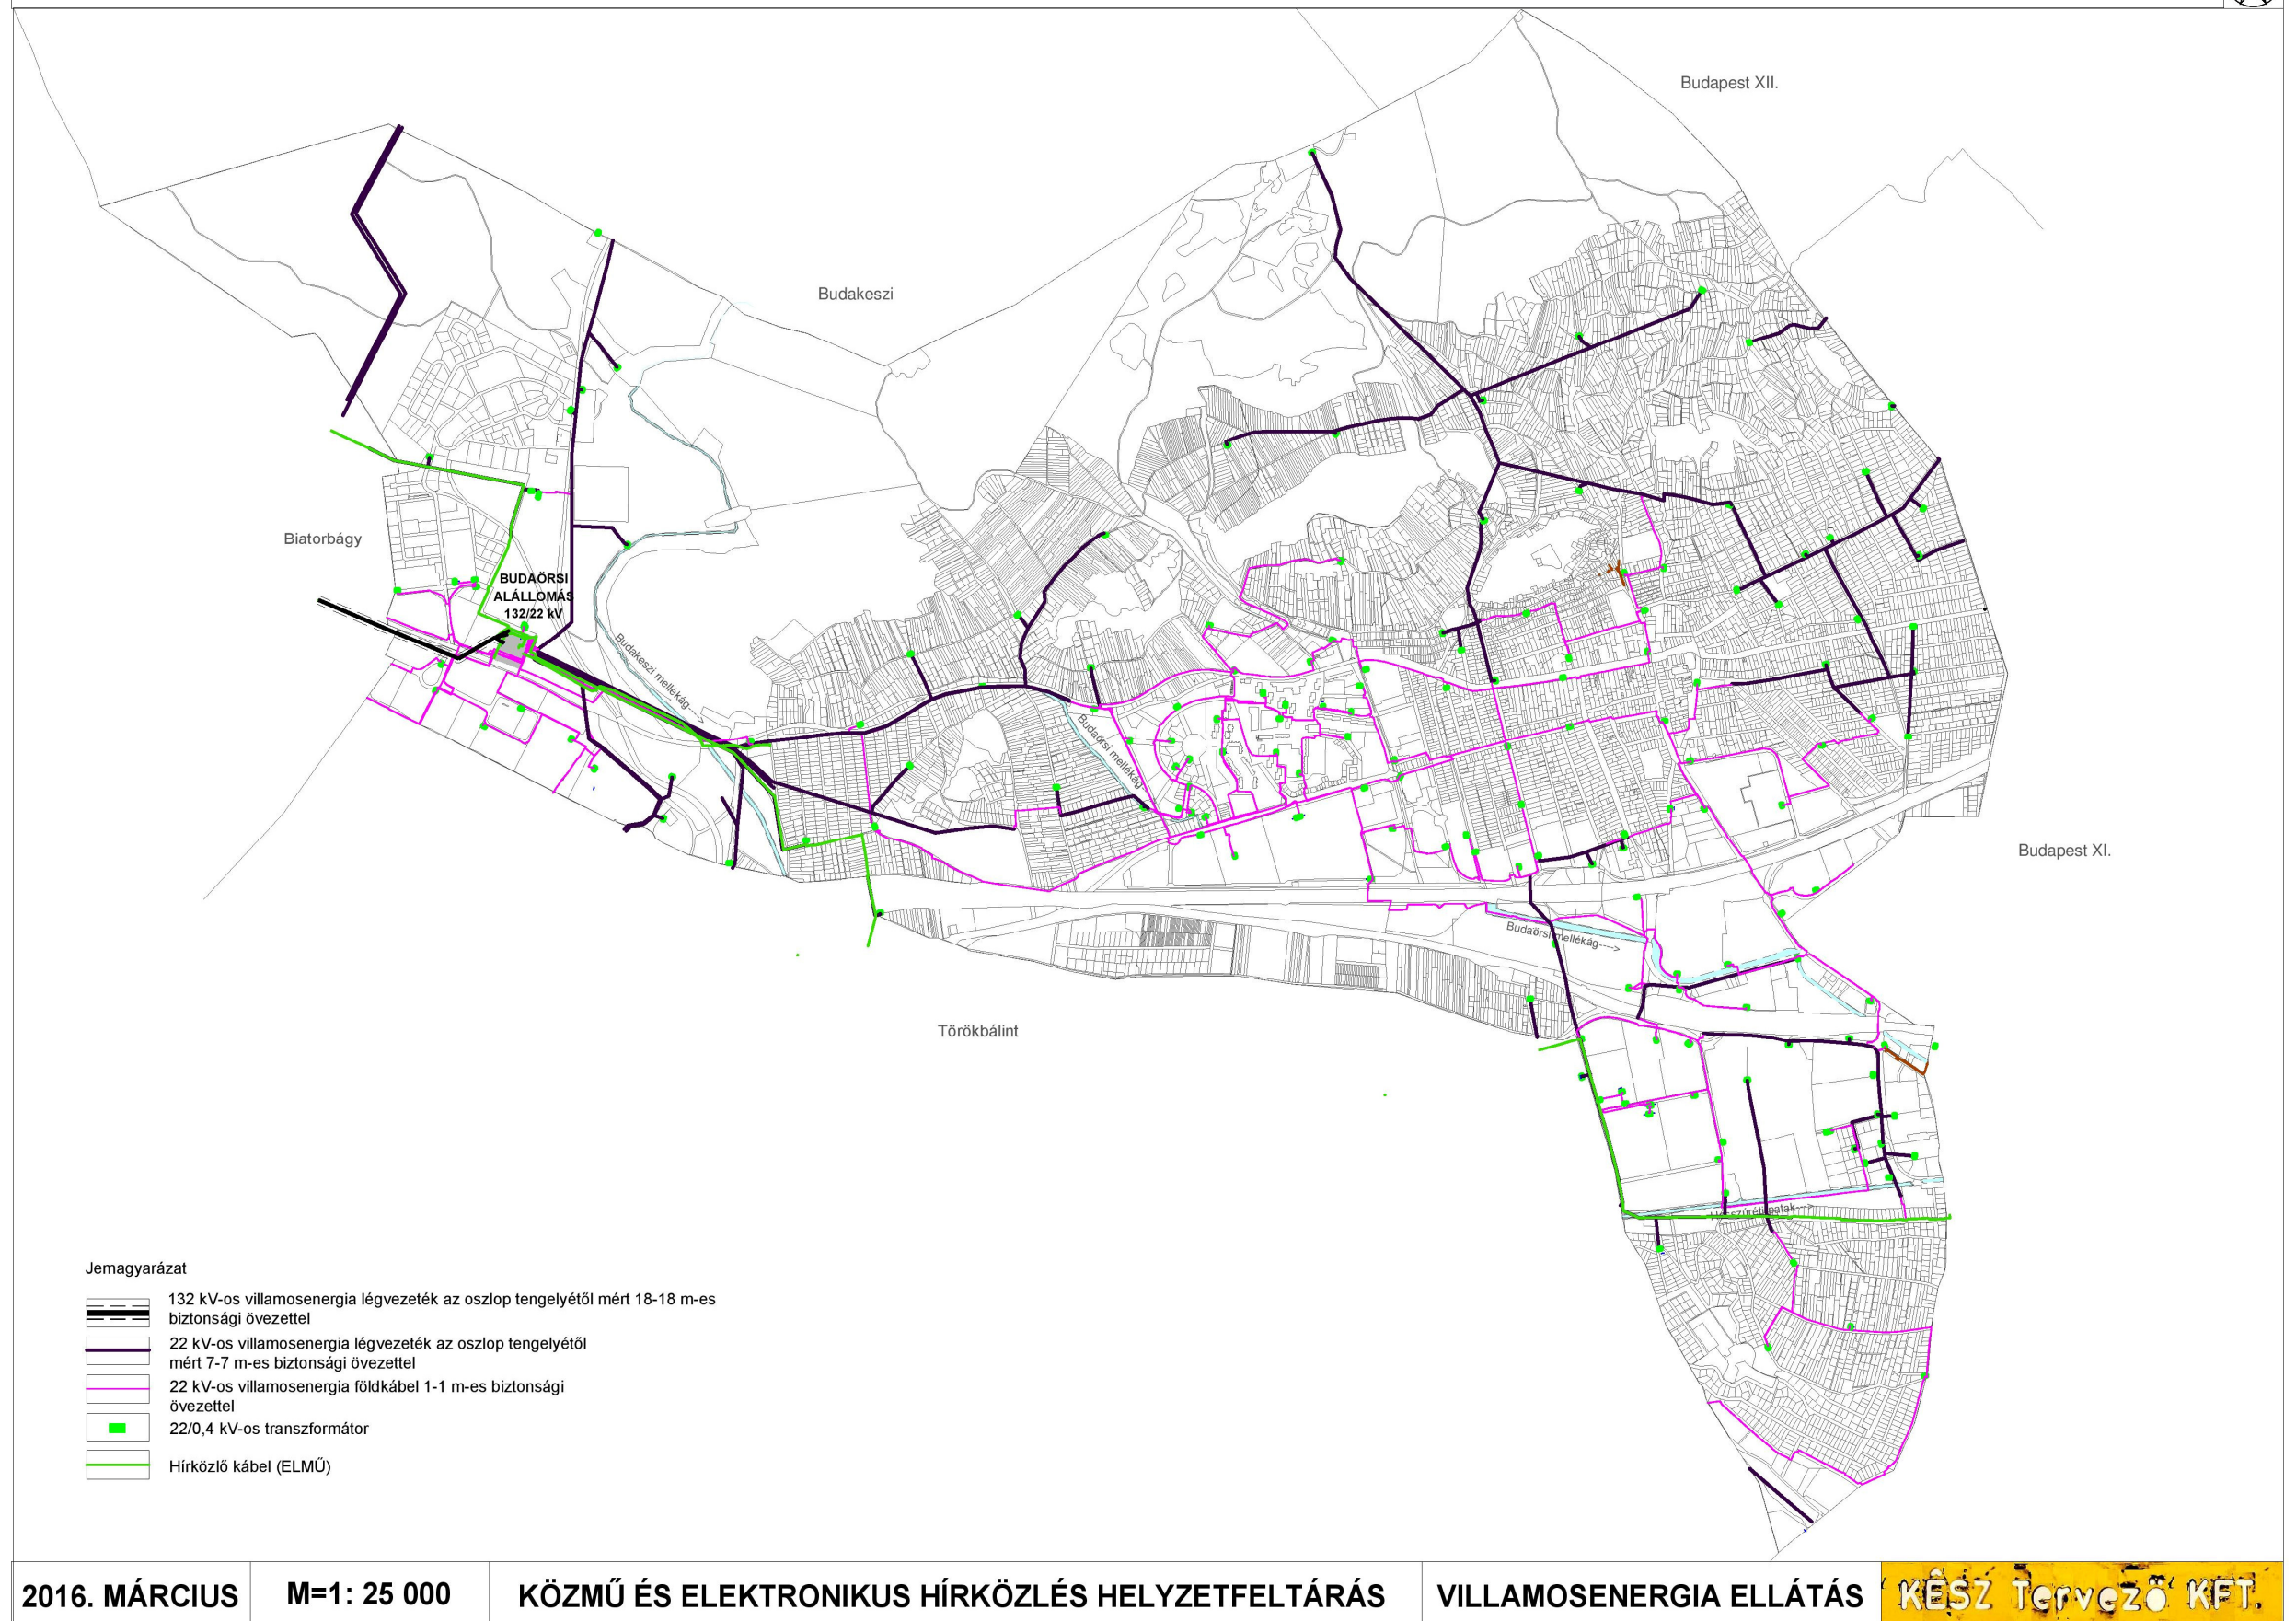 Budapest XII.
Budakeszi
Biatorbágy
BUDAÖRSI
ALÁLLOMÁS
132/22 kV
Budakeszi mellékág---->
Budaörsi mellékág
Budapest XI.
Budaörsi mellékág---->
Törökbálint
Hosszúréti patak--->
Jemagyarázat
132 kV-os villamosenergia légvezeték az oszlop tengelyétől mért 18-18 m-es
biztonsági övezettel
22 kV-os villamosenergia légvezeték az oszlop tengelyétől
mért 7-7 m-es biztonsági övezettel
22 kV-os villamosenergia földkábel 1-1 m-es biztonsági
övezettel
22/0,4 kV-os transzformátor
Hírközlő kábel (ELMŰ)
2016. MÁRCIUS
M=1: 25 000
KÖZMŰ ÉS ELEKTRONIKUS HÍRKÖZLÉS HELYZETFELTÁRÁS
VILLAMOSENERGIA ELLÁTÁS
KÉSZ Tervező KFT.